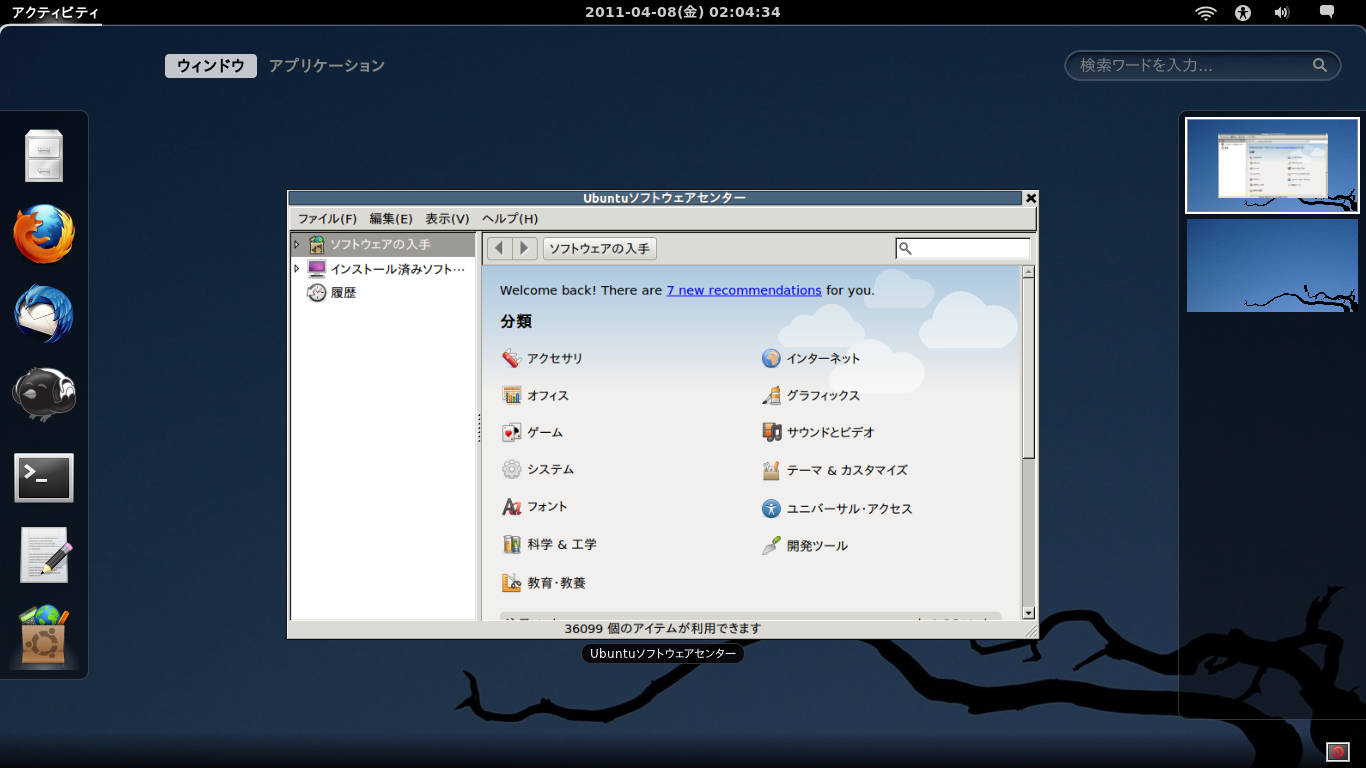 アクティビティ
2011-04-08(金) 02:04:34
ウィンドウ アプリケーション
検索ワードを入力...
Ubuntuソフトウェアセンター
ファイル(F) 編集(E) 表示(V) ヘルプ(H)
ソフトウェアの入手
インストール済みソフト…
履歴
ソフトウェアの入手
Welcome back! There are 7 new recommendations for you.
分類
アクセサリ
インターネット
オフィス
グラフィックス
ゲーム
サウンドとビデオ
システム
テーマ & カスタマイズ
フォント
ユニバーサル・アクセス
科学 & 工学
開発ツール
教育・教養
36099 個のアイテムが利用できます
Ubuntuソフトウェアセンター